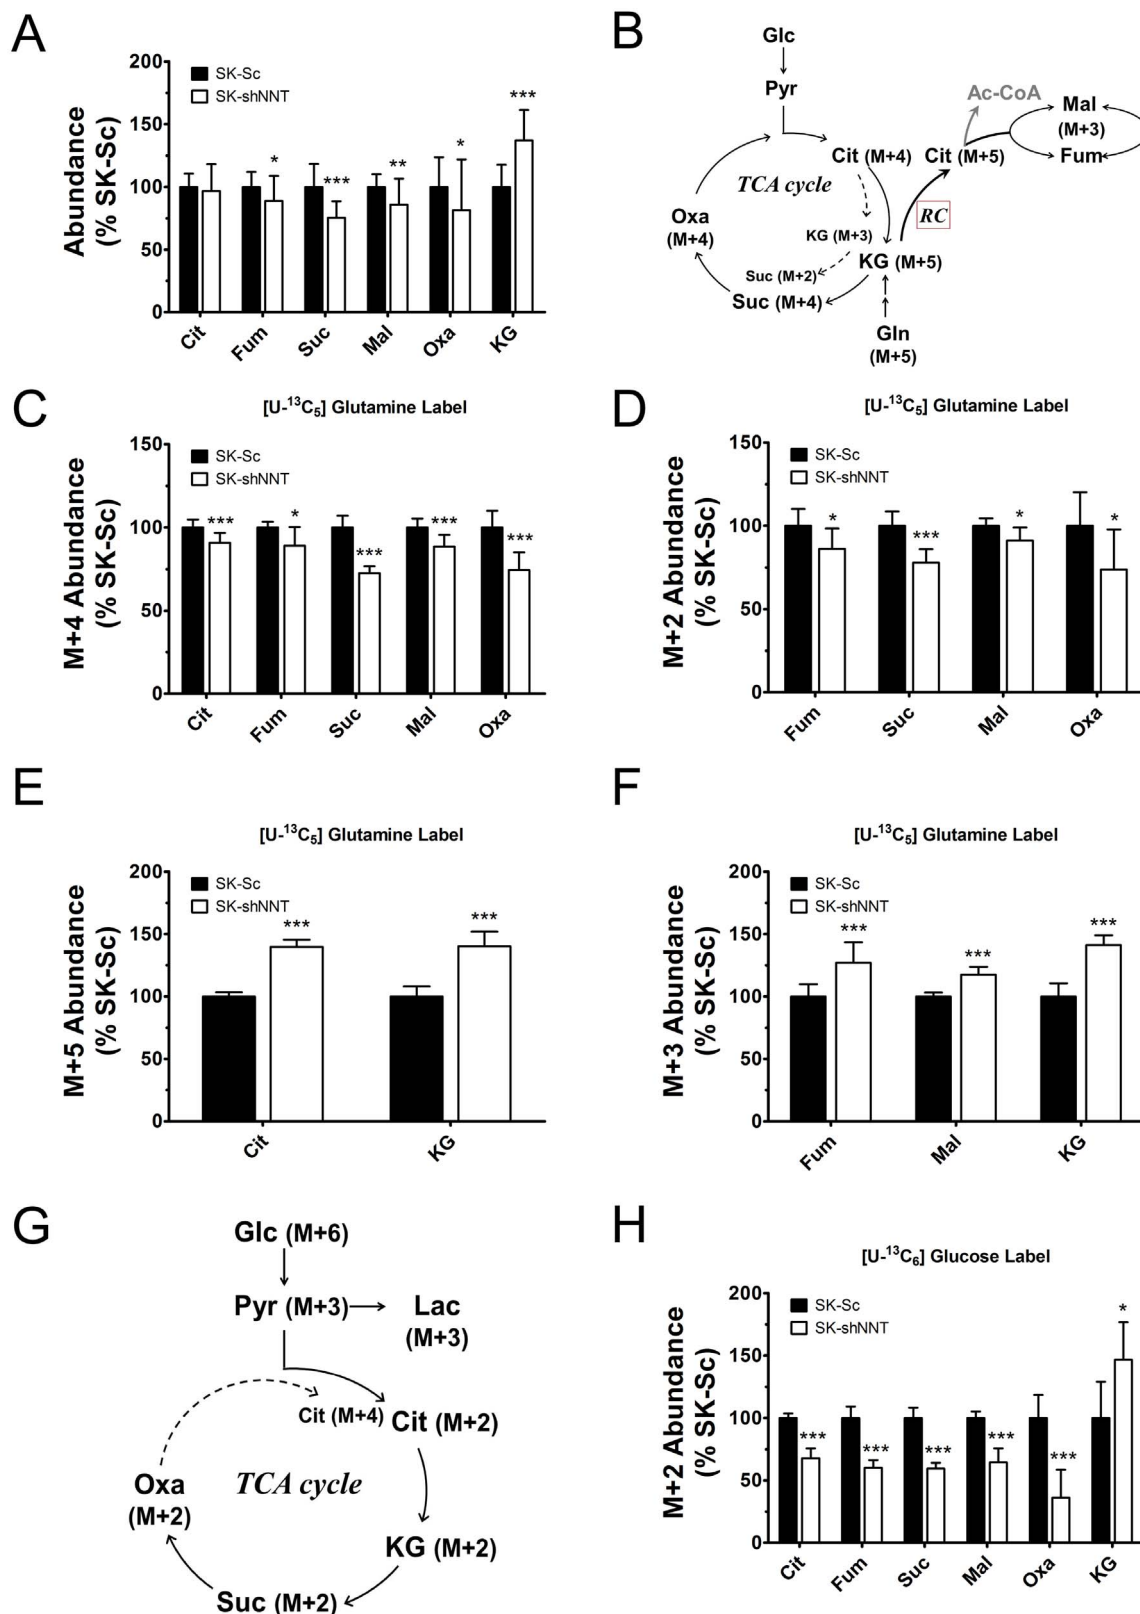 A
Abundance
(% SK-Sc)
200
150
100
50
0
SK-Sc
SK-shNNT
*
***
**
*
***
Cit
Fum
Suc
Mal
Oxa
KG
B
Glc
Pyr
Ac-CoA
Mal
(M+3)
Fum
Cit (M+4)
Cit (M+5)
TCA cycle
RC
Oxa
(M+4)
KG (M+3)
KG (M+5)
Suc (M+2)
Suc (M+4)
Gln
(M+5)
C
[U-¹³C₅] Glutamine Label
M+4 Abundance
(% SK-Sc)
150
100
50
0
SK-Sc
SK-shNNT
***
*
***
***
***
Cit
Fum
Suc
Mal
Oxa
D
[U-¹³C₅] Glutamine Label
M+2 Abundance
(% SK-Sc)
150
100
50
0
SK-Sc
SK-shNNT
*
***
*
*
Fum
Suc
Mal
Oxa
E
[U-¹³C₅] Glutamine Label
M+5 Abundance
(% SK-Sc)
200
150
100
50
0
SK-Sc
SK-shNNT
***
***
Cit
KG
F
[U-¹³C₅] Glutamine Label
M+3 Abundance
(% SK-Sc)
200
150
100
50
0
SK-Sc
SK-shNNT
***
***
***
Fum
Mal
KG
G
Glc (M+6)
Pyr (M+3)
Lac
(M+3)
Cit (M+4)
Cit (M+2)
Oxa
(M+2)
TCA cycle
KG (M+2)
Suc (M+2)
H
[U-¹³C₆] Glucose Label
M+2 Abundance
(% SK-Sc)
200
150
100
50
0
SK-Sc
SK-shNNT
***
***
***
***
***
*
Cit
Fum
Suc
Mal
Oxa
KG